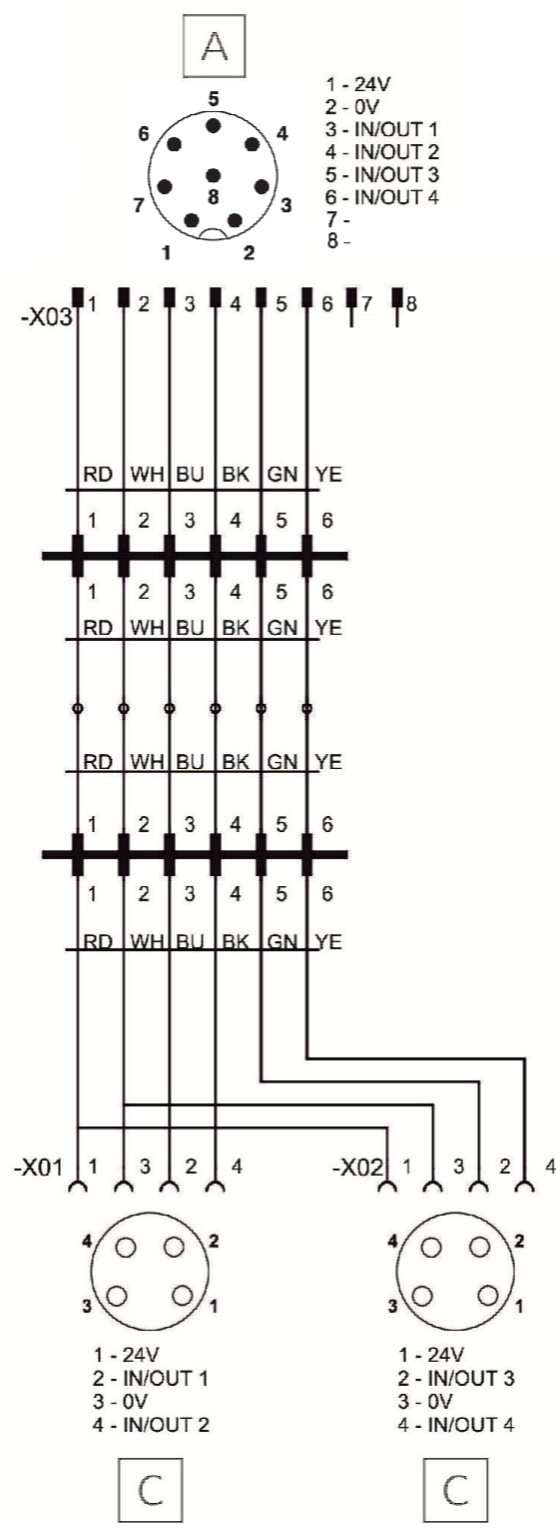 A
5
6 4
7 8 3
1 2
1 - 24V
2 - 0V
3 - IN/OUT 1
4 - IN/OUT 2
5 - IN/OUT 3
6 - IN/OUT 4
7 -
8 -
-X03 1 2 3 4 5 6 7 8
RD WH BU BK GN YE
1 2 3 4 5 6
1 2 3 4 5 6
RD WH BU BK GN YE
RD WH BU BK GN YE
1 2 3 4 5 6
1 2 3 4 5 6
RD WH BU BK GN YE
-X01 1 3 2 4 -X02 1 3 2 4
4 2
3 1
1 - 24V
2 - IN/OUT 1
3 - 0V
4 - IN/OUT 2
C
4 2
3 1
1 - 24V
2 - IN/OUT 3
3 - 0V
4 - IN/OUT 4
C